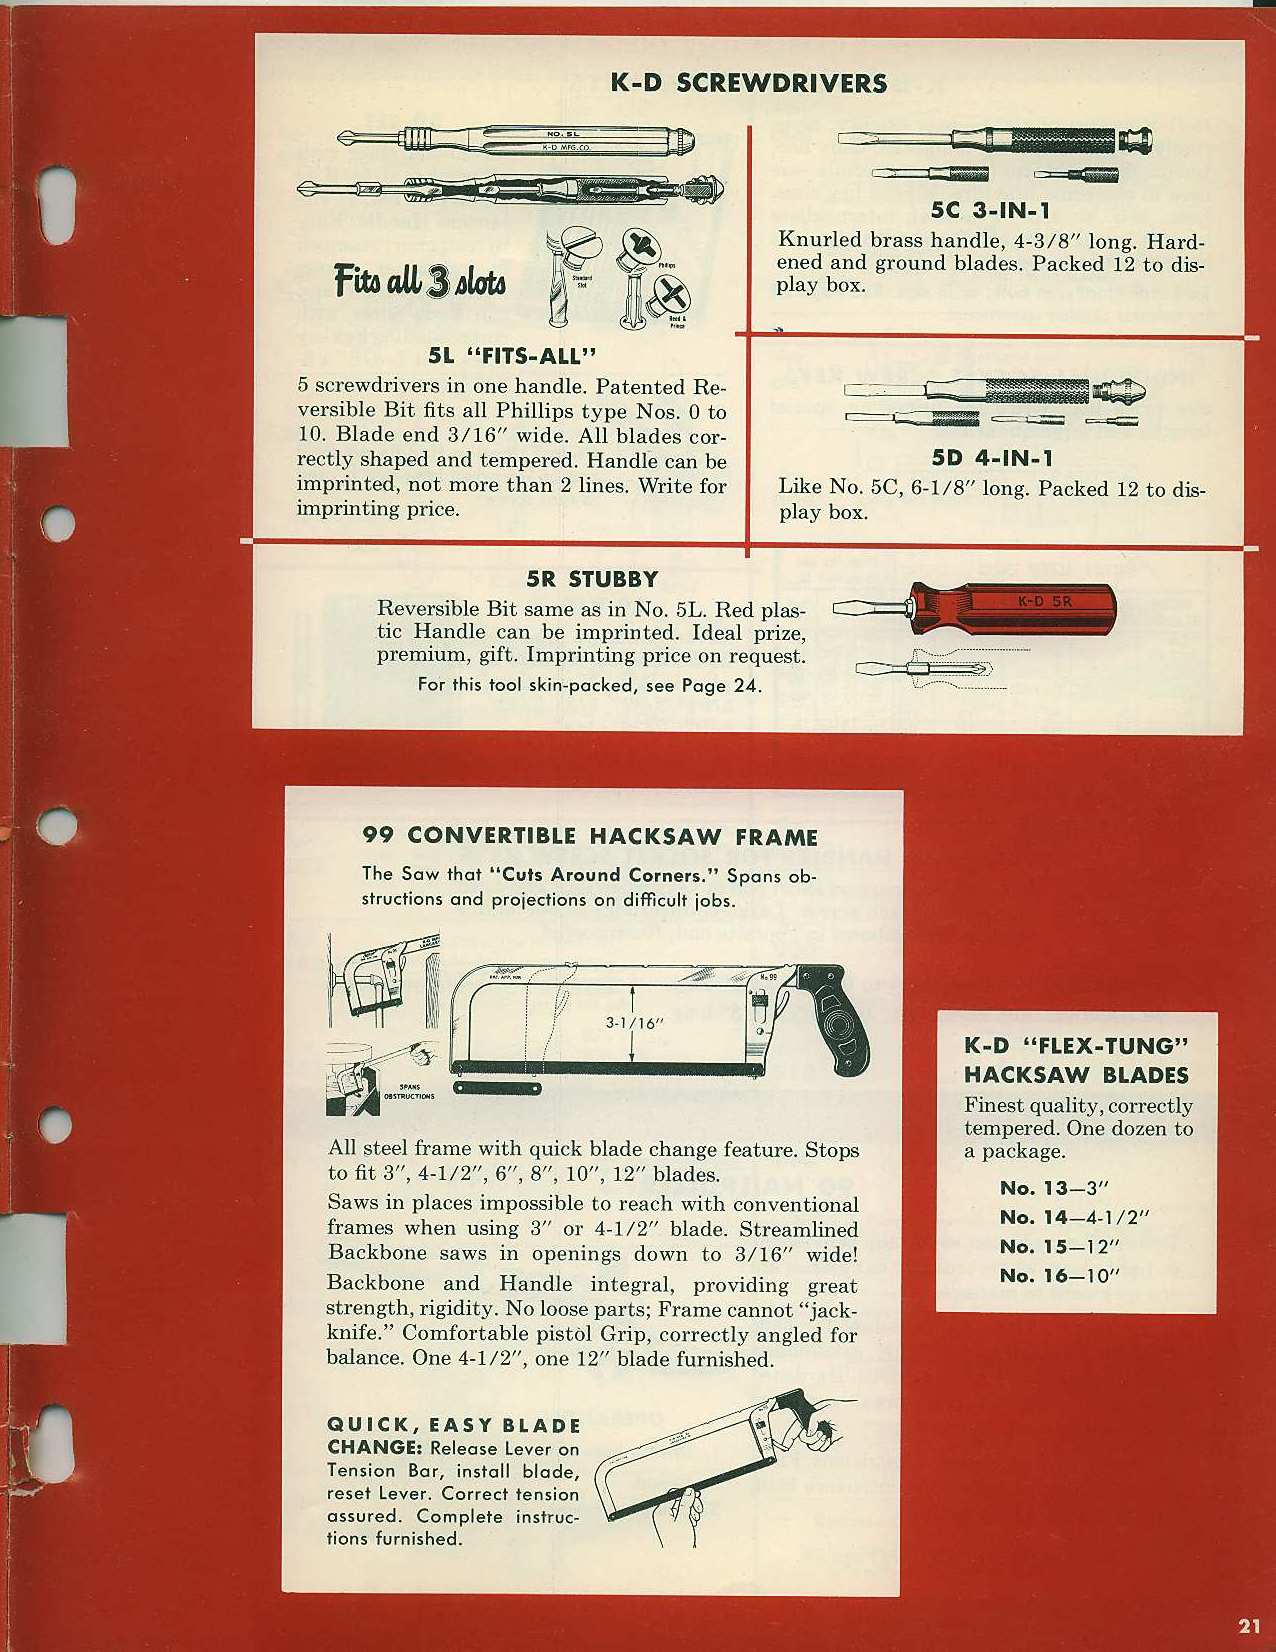 K-D SCREWDRIVERS
NO. 5L
K-D MFG. CO.
Fits all 3 slots
Standard
Slot
Phillips
Reed &
Prince
5L "FITS-ALL"
5 screwdrivers in one handle. Patented Re-
versible Bit fits all Phillips type Nos. 0 to
10. Blade end 3/16" wide. All blades cor-
rectly shaped and tempered. Handle can be
imprinted, not more than 2 lines. Write for
imprinting price.
5C 3-IN-1
Knurled brass handle, 4-3/8" long. Hard-
ened and ground blades. Packed 12 to dis-
play box.
5D 4-IN-1
Like No. 5C, 6-1/8" long. Packed 12 to dis-
play box.
5R STUBBY
Reversible Bit same as in No. 5L. Red plas-
tic Handle can be imprinted. Ideal prize,
premium, gift. Imprinting price on request.
For this tool skin-packed, see Page 24.
K-D 5R
99 CONVERTIBLE HACKSAW FRAME
The Saw that "Cuts Around Corners." Spans ob-
structions and projections on difficult jobs.
PAT. APP. FOR
No 99
3-1/16"
SPANS
OBSTRUCTIONS
All steel frame with quick blade change feature. Stops
to fit 3", 4-1/2", 6", 8", 10", 12" blades.
Saws in places impossible to reach with conventional
frames when using 3" or 4-1/2" blade. Streamlined
Backbone saws in openings down to 3/16" wide!
Backbone and Handle integral, providing great
strength, rigidity. No loose parts; Frame cannot "jack-
knife." Comfortable pistol Grip, correctly angled for
balance. One 4-1/2", one 12" blade furnished.
QUICK, EASY BLADE
CHANGE: Release Lever on
Tension Bar, install blade,
reset Lever. Correct tension
assured. Complete instruc-
tions furnished.
K-D "FLEX-TUNG"
HACKSAW BLADES
Finest quality, correctly
tempered. One dozen to
a package.
No. 13—3"
No. 14—4-1/2"
No. 15—12"
No. 16—10"
21